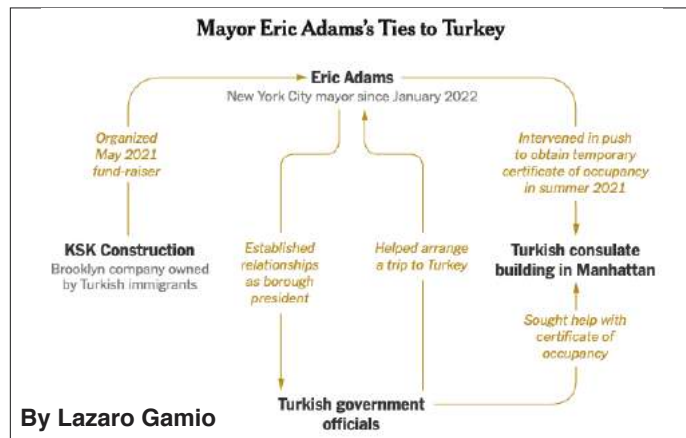 Mayor Eric Adams's Ties to Turkey
Eric Adams
New York City mayor since January 2022
Organized
May 2021
fund-raiser
Intervened in push
to obtain temporary
certificate of occupancy
in summer 2021
KSK Construction
Brooklyn company owned
by Turkish immigrants
Established
relationships
as borough
president
Helped arrange
a trip to Turkey
Turkish consulate
building in Manhattan
Sought help with
certificate of
occupancy
Turkish government
officials
By Lazaro Gamio